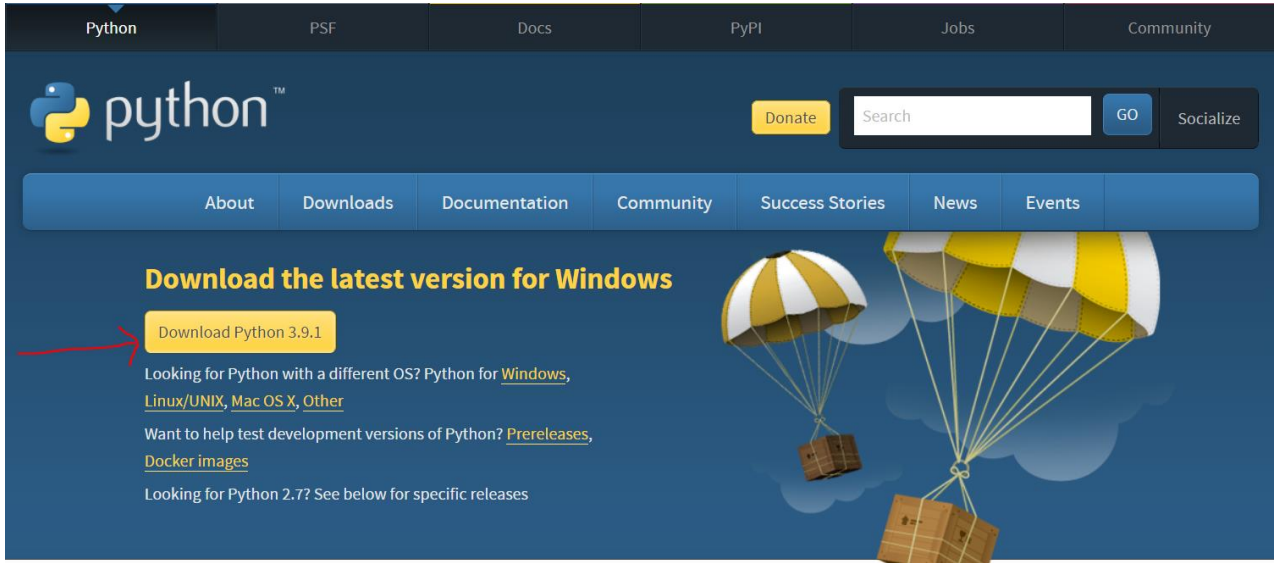 Python PSF Docs PyPI Jobs Community
python™
Donate Search GO Socialize
About Downloads Documentation Community Success Stories News Events
Download the latest version for Windows
Download Python 3.9.1
Looking for Python with a different OS? Python for Windows,
Linux/UNIX, Mac OS X, Other
Want to help test development versions of Python? Prereleases,
Docker images
Looking for Python 2.7? See below for specific releases